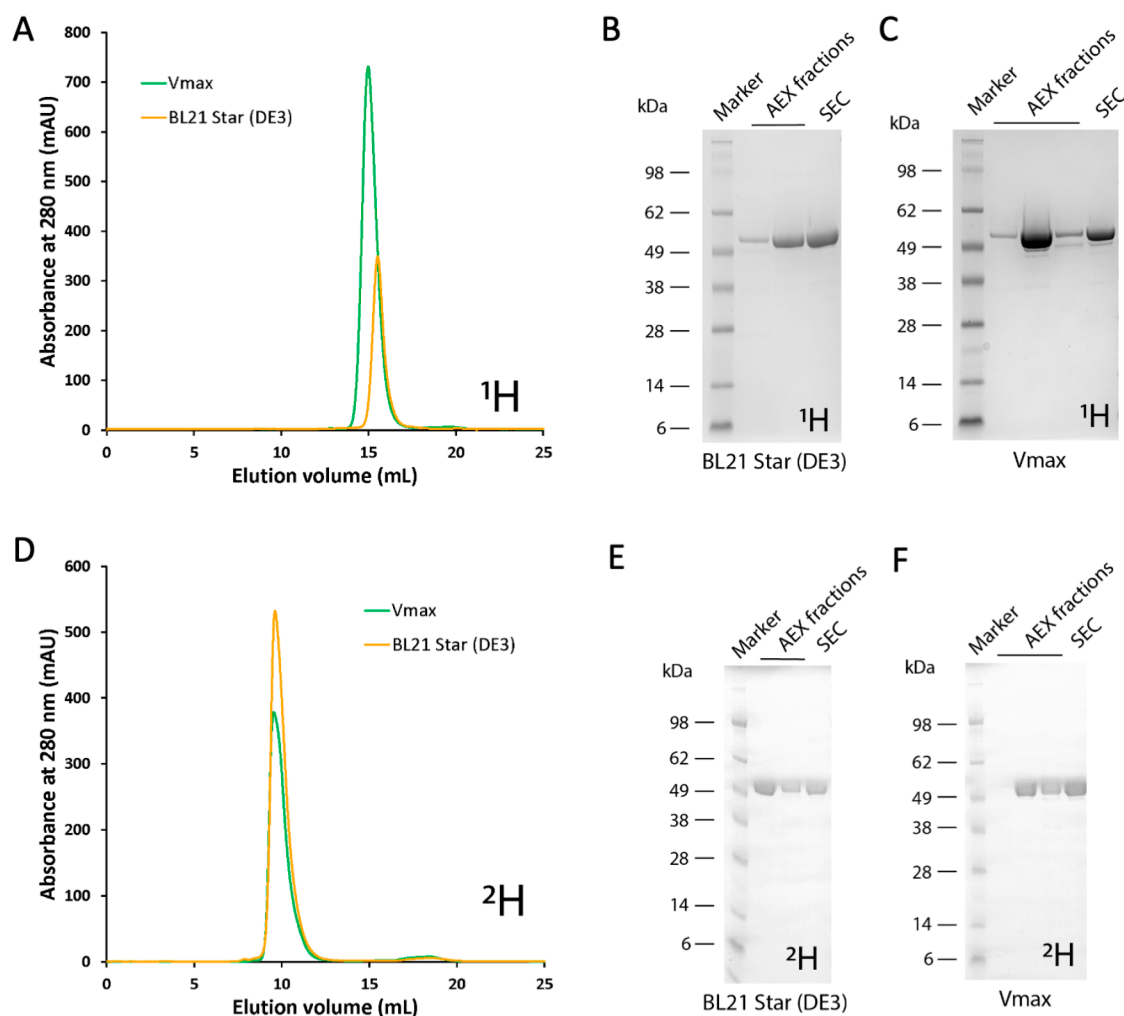 A
800
700
600
500
400
300
200
100
0
Absorbance at 280 nm (mAU)
Vmax
BL21 Star (DE3)
¹H
0 5 10 15 20 25
Elution volume (mL)
B
kDa
Marker
AEX fractions
SEC
98
62
49
38
28
14
6
¹H
BL21 Star (DE3)
C
kDa
Marker
AEX fractions
SEC
98
62
49
38
28
14
6
¹H
Vmax
D
600
500
400
300
200
100
0
Absorbance at 280 nm (mAU)
Vmax
BL21 Star (DE3)
²H
0 5 10 15 20 25
Elution volume (mL)
E
kDa
Marker
AEX fractions
SEC
98
62
49
38
28
14
6
²H
BL21 Star (DE3)
F
kDa
Marker
AEX fractions
SEC
98
62
49
38
28
14
6
²H
Vmax